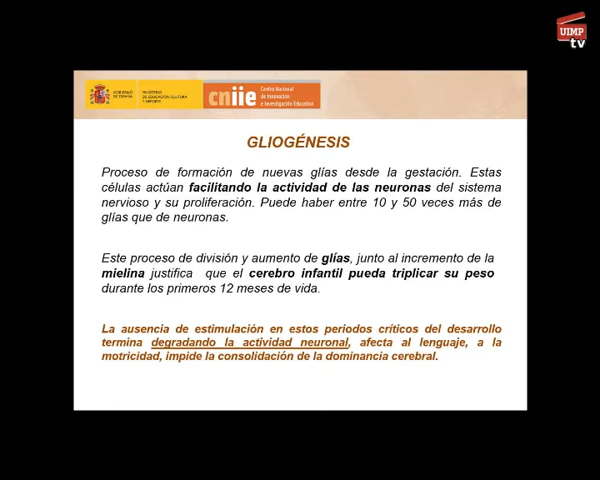 UIMP
tv
GOBIERNO
DE ESPAÑA
MINISTERIO
DE EDUCACIÓN, CULTURA
Y DEPORTE
cniie
Centro Nacional
de Innovación
e Investigación Educativa
GLIOGÉNESIS
Proceso de formación de nuevas glías desde la gestación. Estas
células actúan facilitando la actividad de las neuronas del sistema
nervioso y su proliferación. Puede haber entre 10 y 50 veces más de
glías que de neuronas.
Este proceso de división y aumento de glías, junto al incremento de la
mielina justifica que el cerebro infantil pueda triplicar su peso
durante los primeros 12 meses de vida.
La ausencia de estimulación en estos periodos críticos del desarrollo
termina degradando la actividad neuronal, afecta al lenguaje, a la
motricidad, impide la consolidación de la dominancia cerebral.